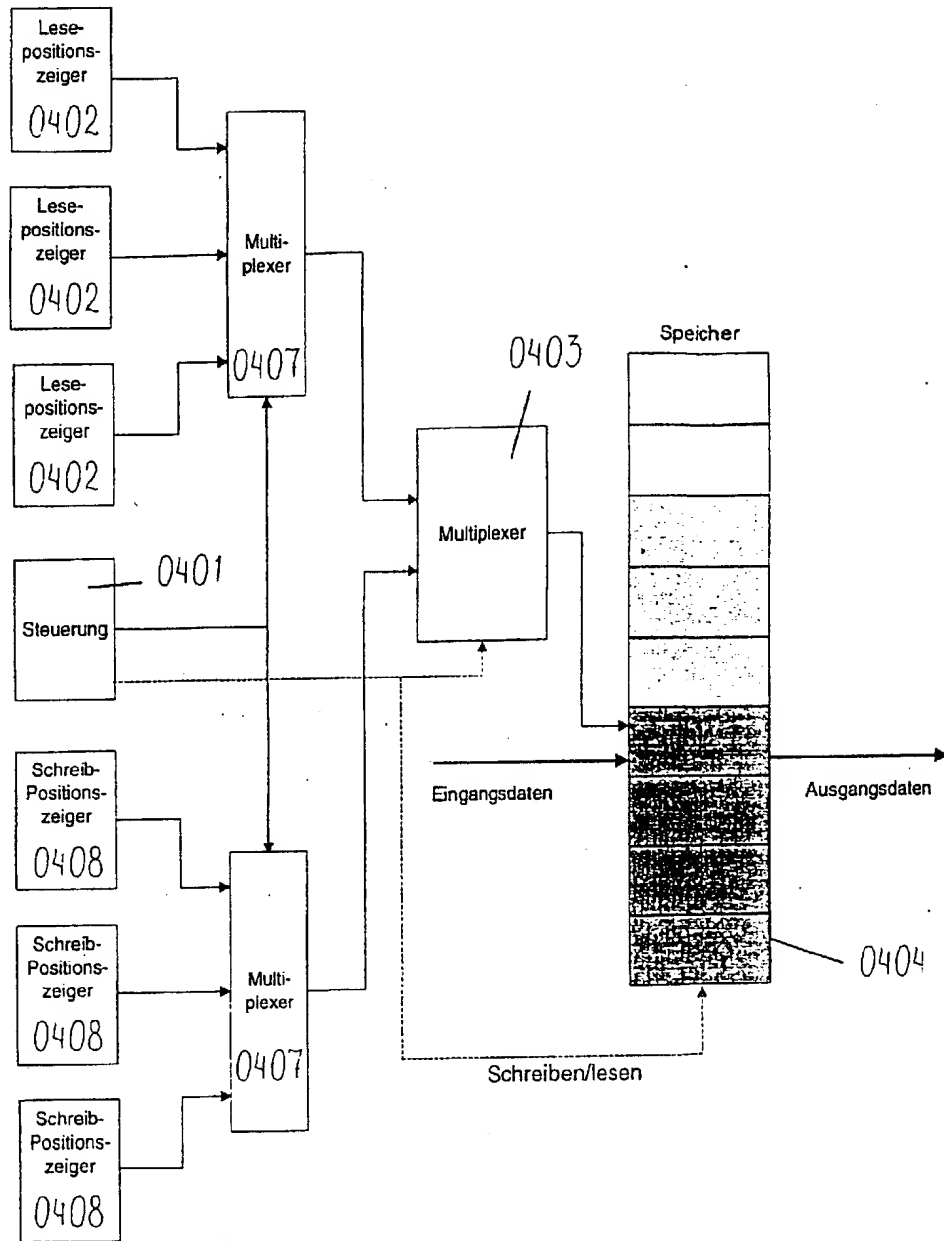 Lese-
positions-
zeiger
0402
Lese-
positions-
zeiger
0402
Lese-
positions-
zeiger
0402
Multi-
plexer
0407
0403
Speicher
Multiplexer
0401
Steuerung
Eingangsdaten
Ausgangsdaten
Schreib-
Positions-
zeiger
0408
Schreib-
Positions-
zeiger
0408
Schreib-
Positions-
zeiger
0408
Multi-
plexer
0407
0404
Schreiben/lesen